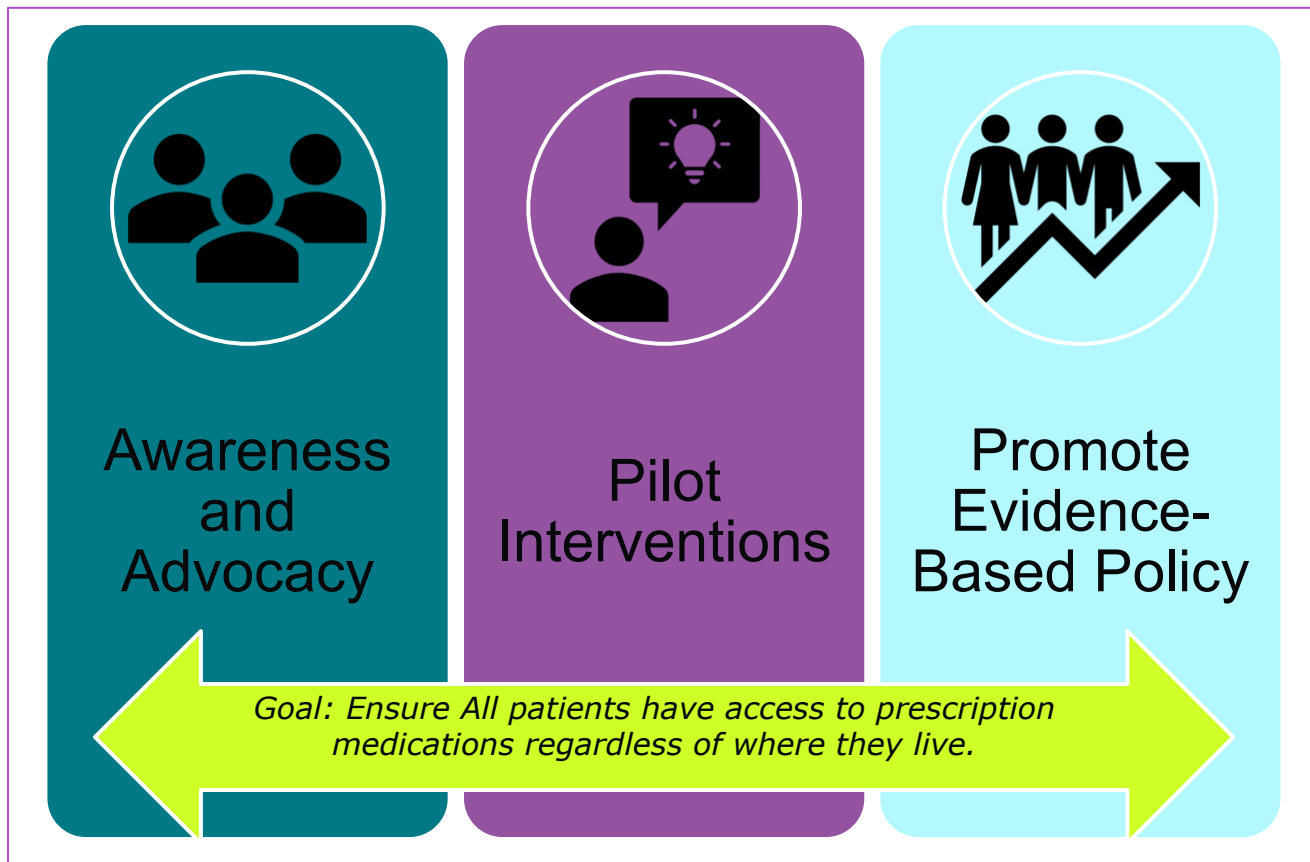 Awareness
and
Advocacy
Pilot
Interventions
Promote
Evidence-
Based Policy
Goal: Ensure All patients have access to prescription
medications regardless of where they live.